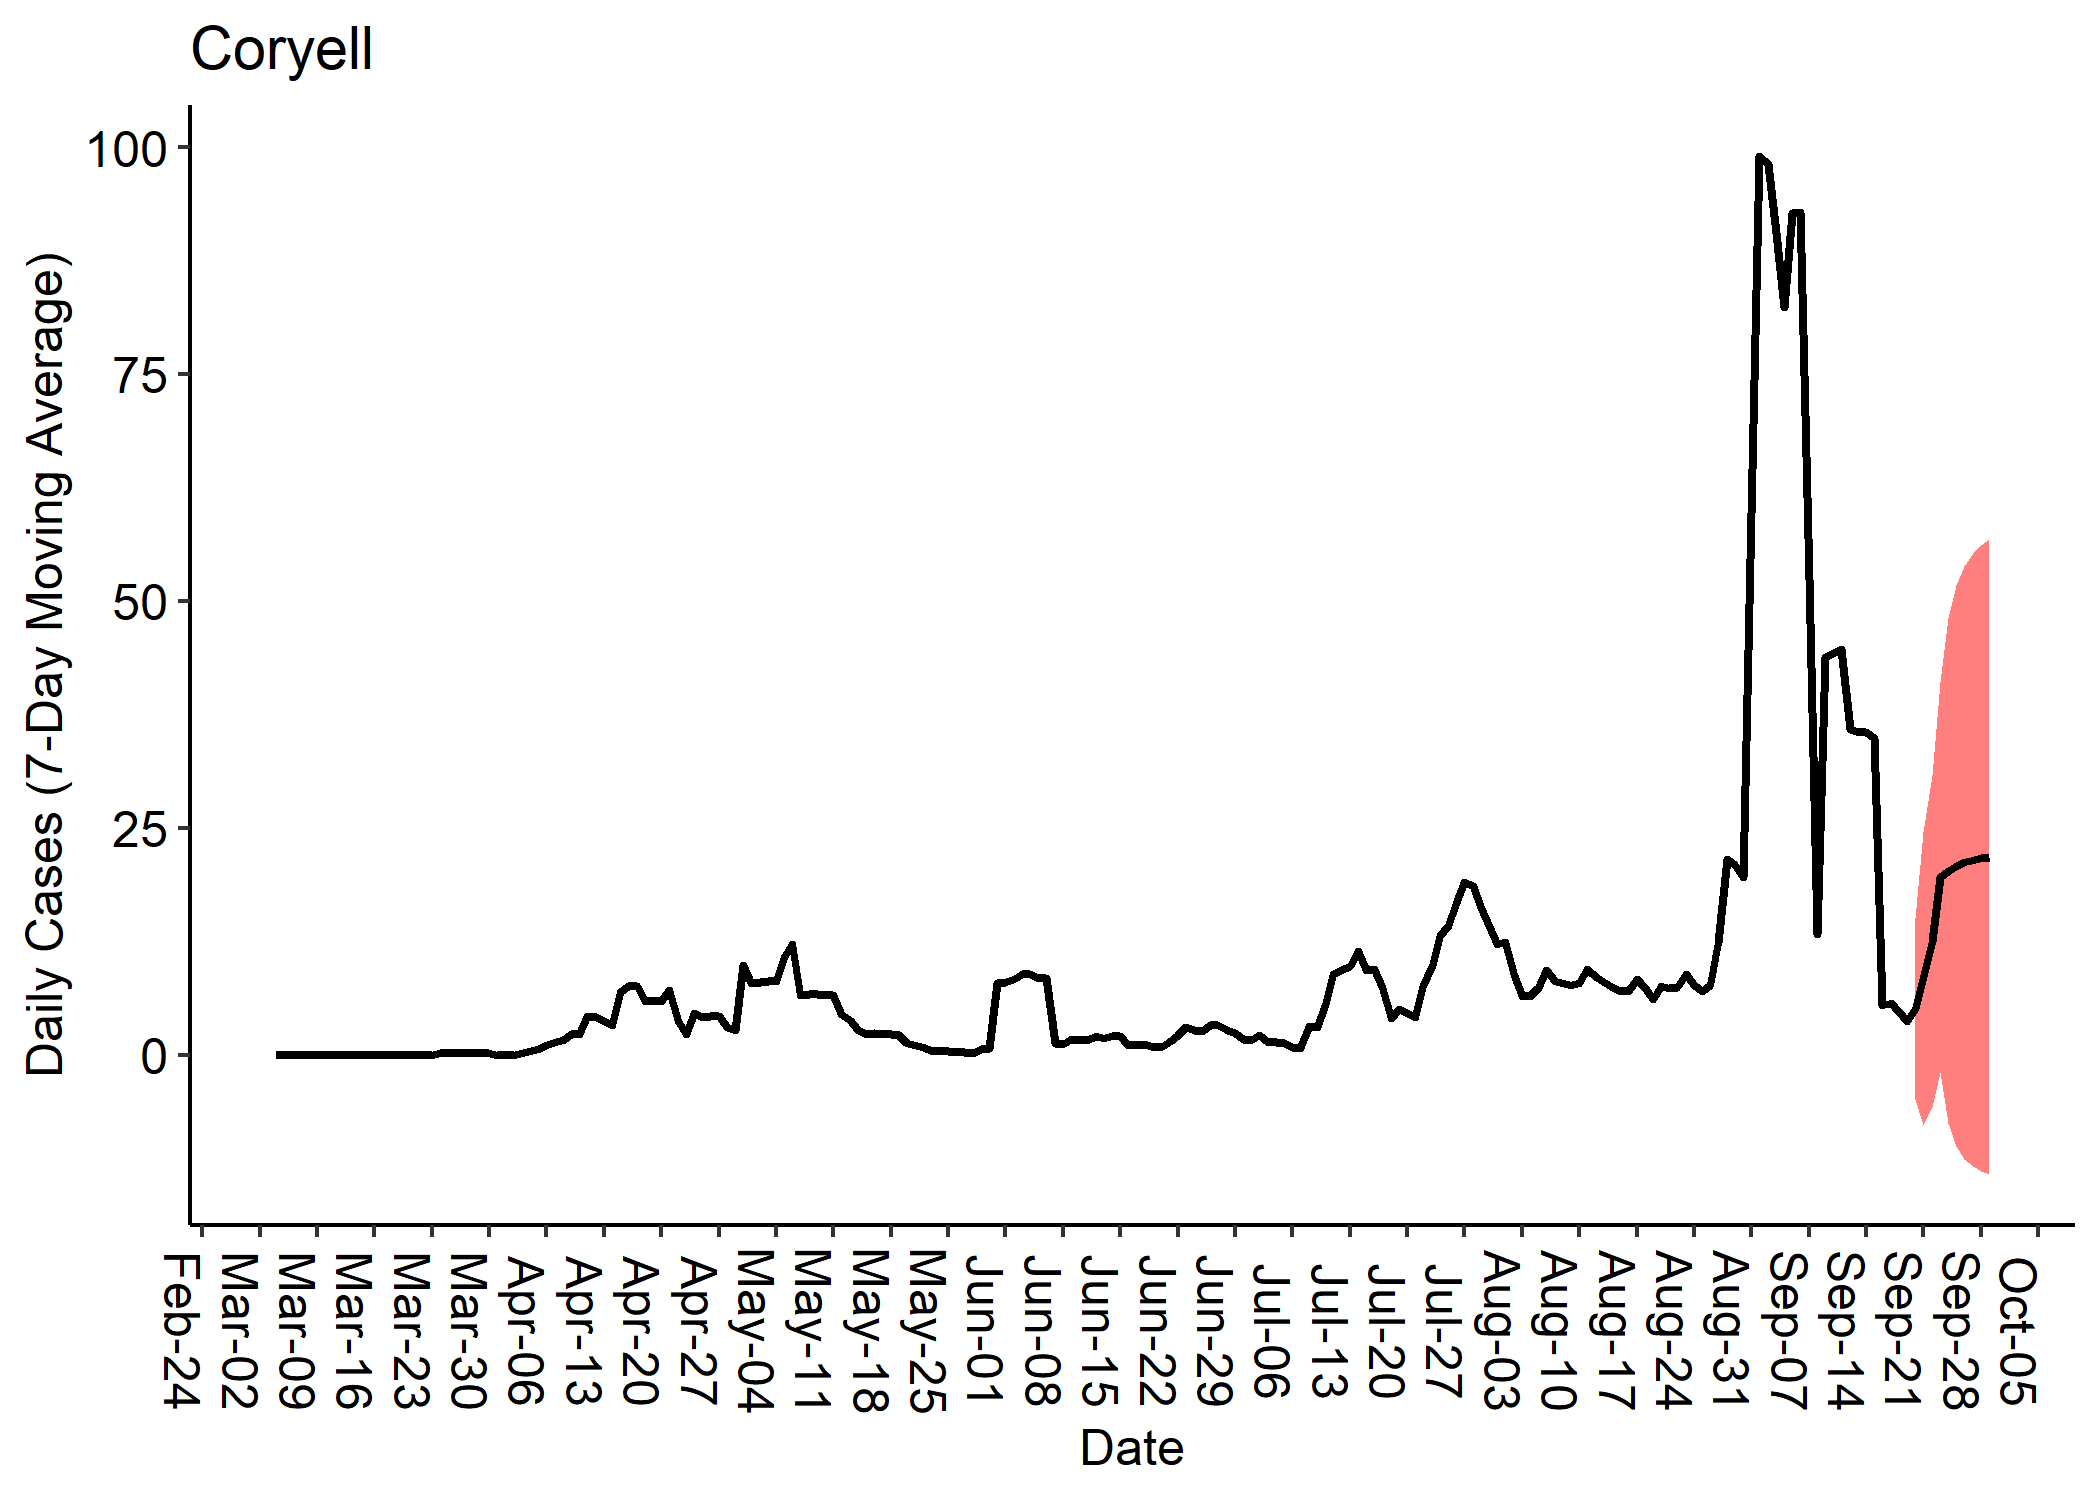 Coryell
Daily Cases (7-Day Moving Average)
100
75
50
25
0
Feb-24
Mar-02
Mar-09
Mar-16
Mar-23
Mar-30
Apr-06
Apr-13
Apr-20
Apr-27
May-04
May-11
May-18
May-25
Jun-01
Jun-08
Jun-15
Jun-22
Jun-29
Jul-06
Jul-13
Jul-20
Jul-27
Aug-03
Aug-10
Aug-17
Aug-24
Aug-31
Sep-07
Sep-14
Sep-21
Sep-28
Oct-05
Date